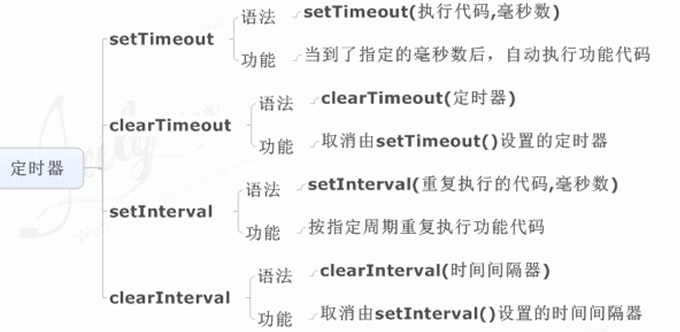 定时器
setTimeout
语法
setTimeout(执行代码,毫秒数)
功能
当到了指定的毫秒数后，自动执行功能代码
clearTimeout
语法
clearTimeout(定时器)
功能
取消由setTimeout()设置的定时器
setInterval
语法
setInterval(重复执行的代码,毫秒数)
功能
按指定周期重复执行功能代码
clearInterval
语法
clearInterval(时间间隔器)
功能
取消由setInterval()设置的时间间隔器